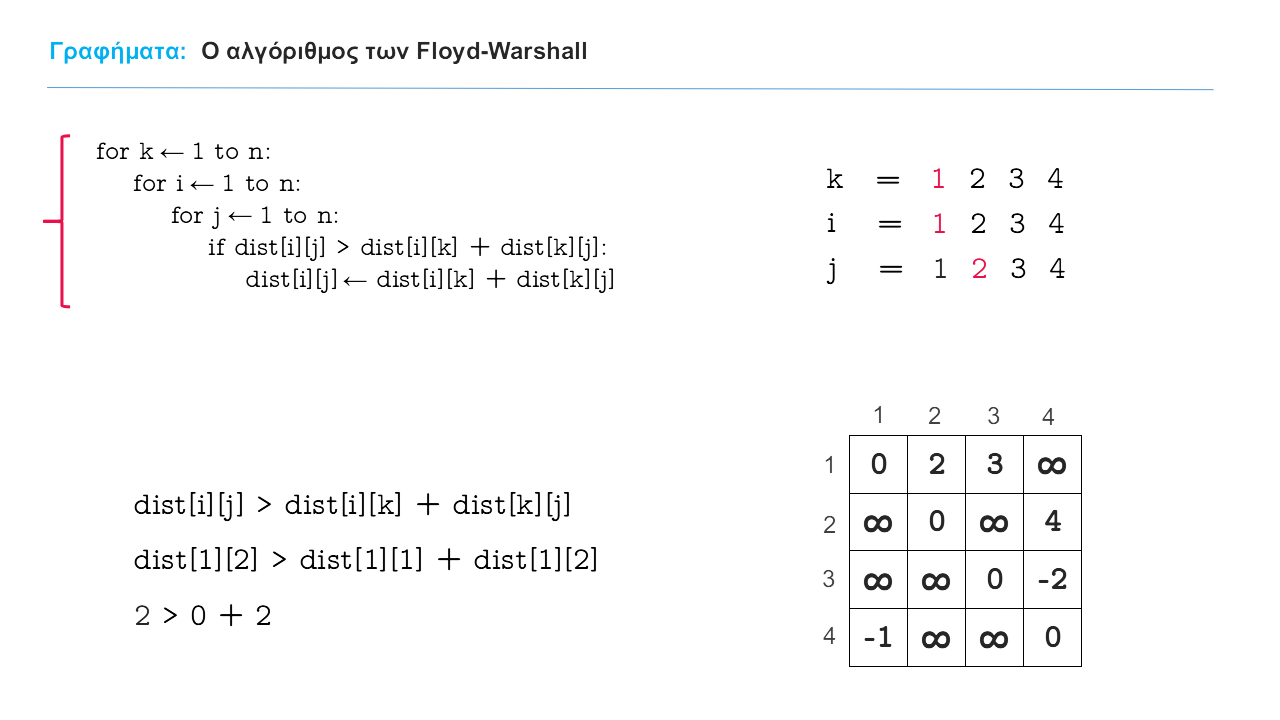 Γραφήματα: Ο αλγόριθμος των Floyd-Warshall
for k ← 1 to n:
for i ← 1 to n:
for j ← 1 to n:
if dist[i][j] > dist[i][k] + dist[k][j]:
dist[i][j] ← dist[i][k] + dist[k][j]
k = 1 2 3 4
i = 1 2 3 4
j = 1 2 3 4
dist[i][j] > dist[i][k] + dist[k][j]
dist[1][2] > dist[1][1] + dist[1][2]
2 > 0 + 2
1 2 3 4
1 0 2 3 ∞
2 ∞ 0 ∞ 4
3 ∞ ∞ 0 -2
4 -1 ∞ ∞ 0